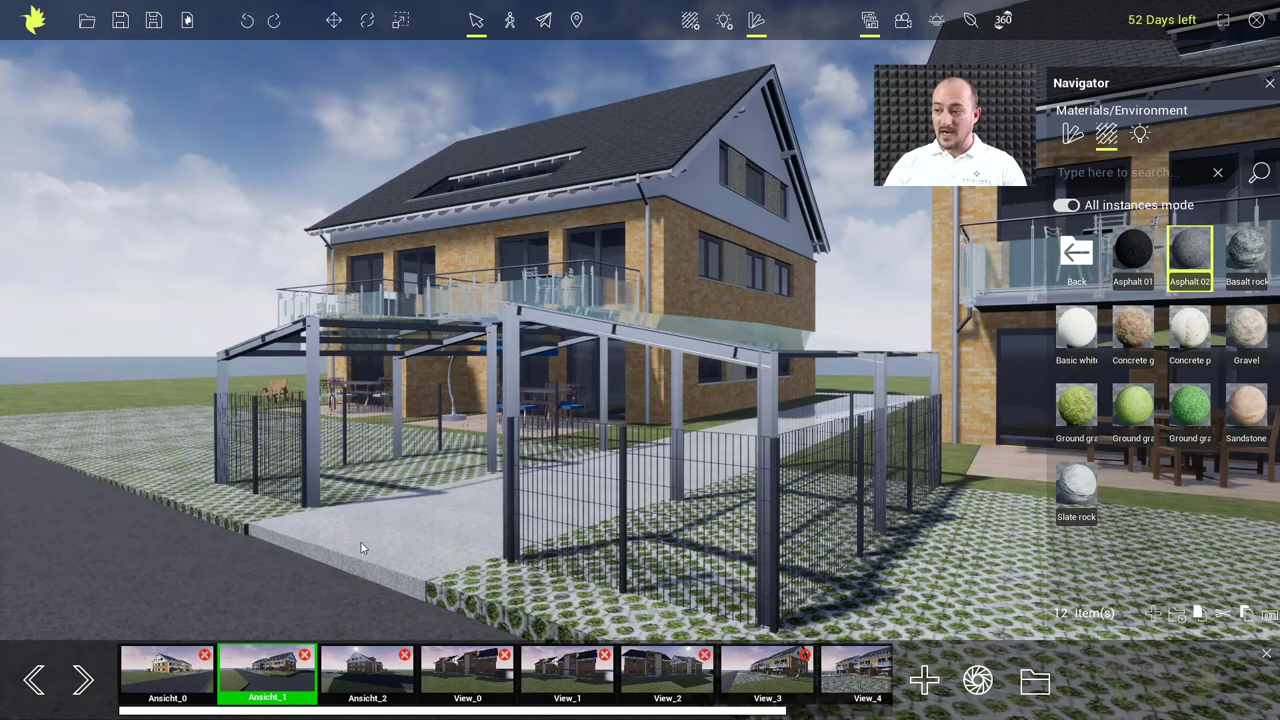 360
52 Days left
Navigator
Materials/Environment
Type here to search...
All instances mode
Back
Asphalt 01
Asphalt 02
Basalt rock
Basic white
Concrete g
Concrete p
Gravel
Ground gra
Ground gra
Ground gra
Sandstone
Slate rock
12 Item(s)
Ansicht_0
Ansicht_1
Ansicht_2
View_0
View_1
View_2
View_3
View_4